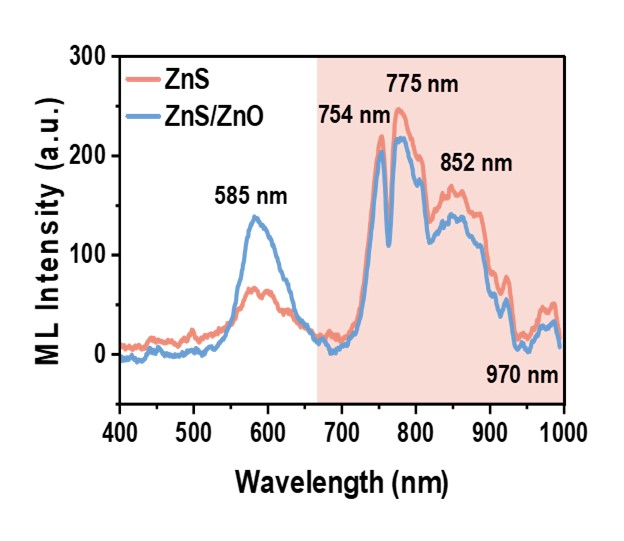 300
200
100
0
ML Intensity (a.u.)
ZnS
ZnS/ZnO
585 nm
754 nm
775 nm
852 nm
970 nm
400 500 600 700 800 900 1000
Wavelength (nm)